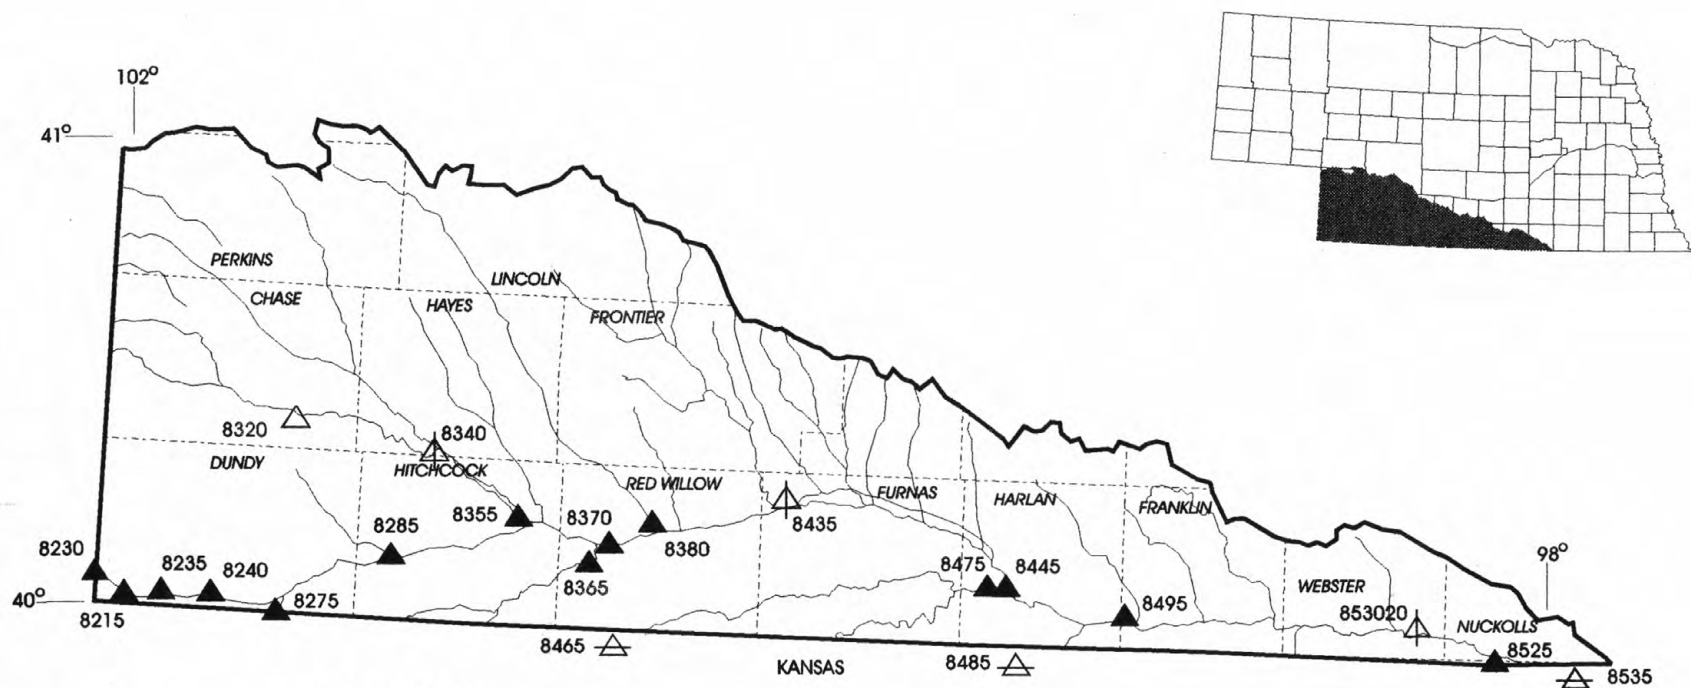 102°
41°
PERKINS
LINCOLN
CHASE
HAYES
FRONTIER
8320
8340
DUNDY
HITCHCOCK
RED WILLOW
FURNAS
HARLAN
FRANKLIN
8355
8370
8435
8285
8380
8230
8235
8240
8365
8475
8445
98°
WEBSTER
40°
8275
8495
853020
NUCKOLLS
8215
8465
KANSAS
8485
8525
8535